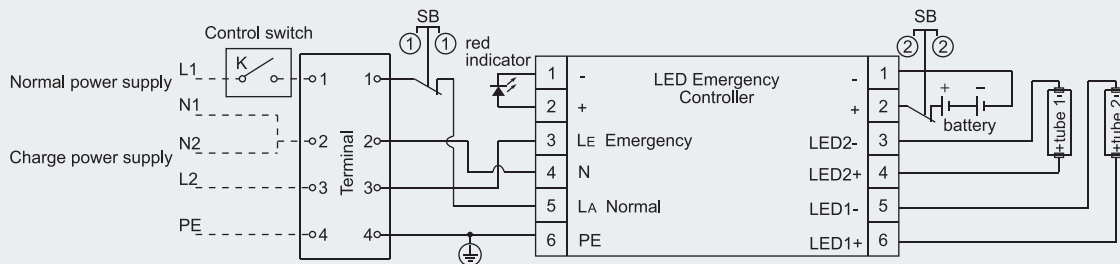 SB
SB
1 1
2 2
Control switch
red
indicator
K
L1
Normal power supply
1 1
1 -
LED Emergency
Controller
- 1
+ -
battery
2 +
+ 2
N1
N2
2 2
3 LE Emergency
LED2- 3
+tube 1-
+tube 2-
Charge power supply
Terminal
4 N
LED2+ 4
L2
3 3
5 LA Normal
LED1- 5
PE
4 4
6 PE
LED1+ 6